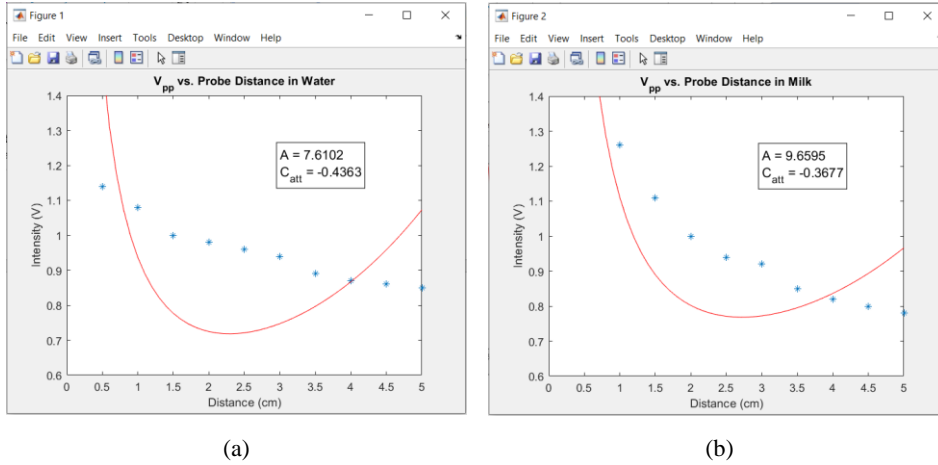 Figure 1
File Edit View Insert Tools Desktop Window Help
V_pp vs. Probe Distance in Water
1.4
1.3
1.2
1.1
1
0.9
0.8
0.7
0.6
Intensity (V)
A = 7.6102
C_att = -0.4363
0 0.5 1 1.5 2 2.5 3 3.5 4 4.5 5
Distance (cm)
(a)
Figure 2
File Edit View Insert Tools Desktop Window Help
V_pp vs. Probe Distance in Milk
1.4
1.3
1.2
1.1
1
0.9
0.8
0.7
0.6
Intensity (V)
A = 9.6595
C_att = -0.3677
0 0.5 1 1.5 2 2.5 3 3.5 4 4.5 5
Distance (cm)
(b)